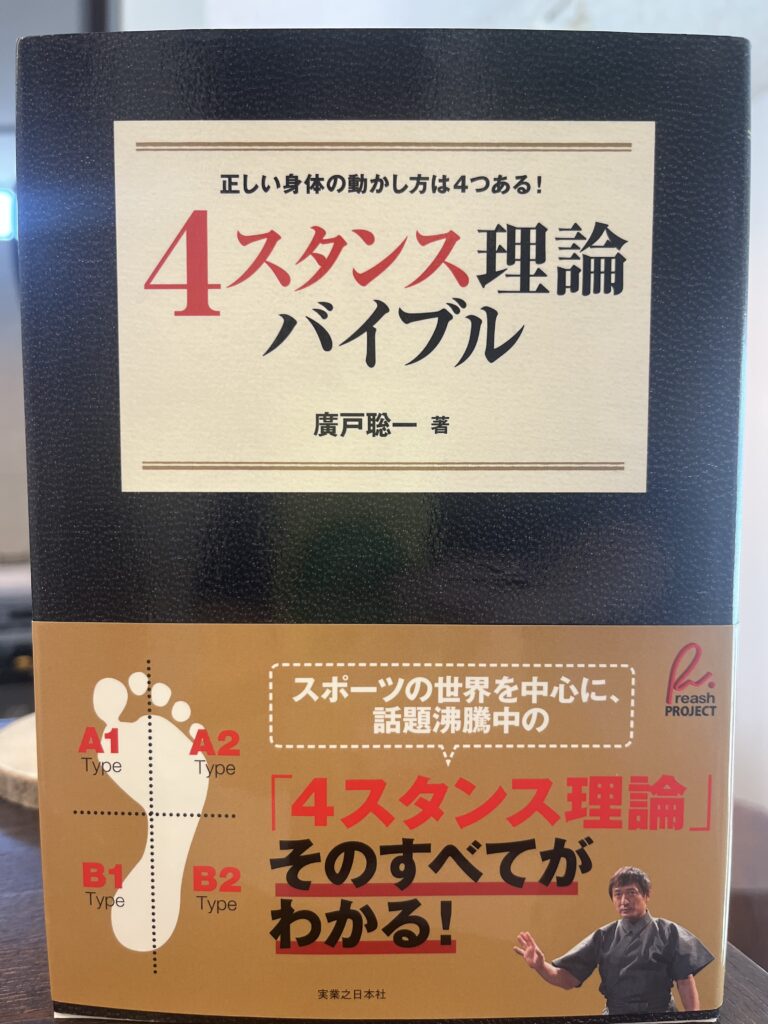 正しい身体の動かし方は4つある！
4スタンス理論
バイブル
廣戸聡一 著
スポーツの世界を中心に、
話題沸騰中の
「4スタンス理論」
そのすべてが
わかる！
A1
Type
A2
Type
B1
Type
B2
Type
R.
reash
PROJECT
実業之日本社